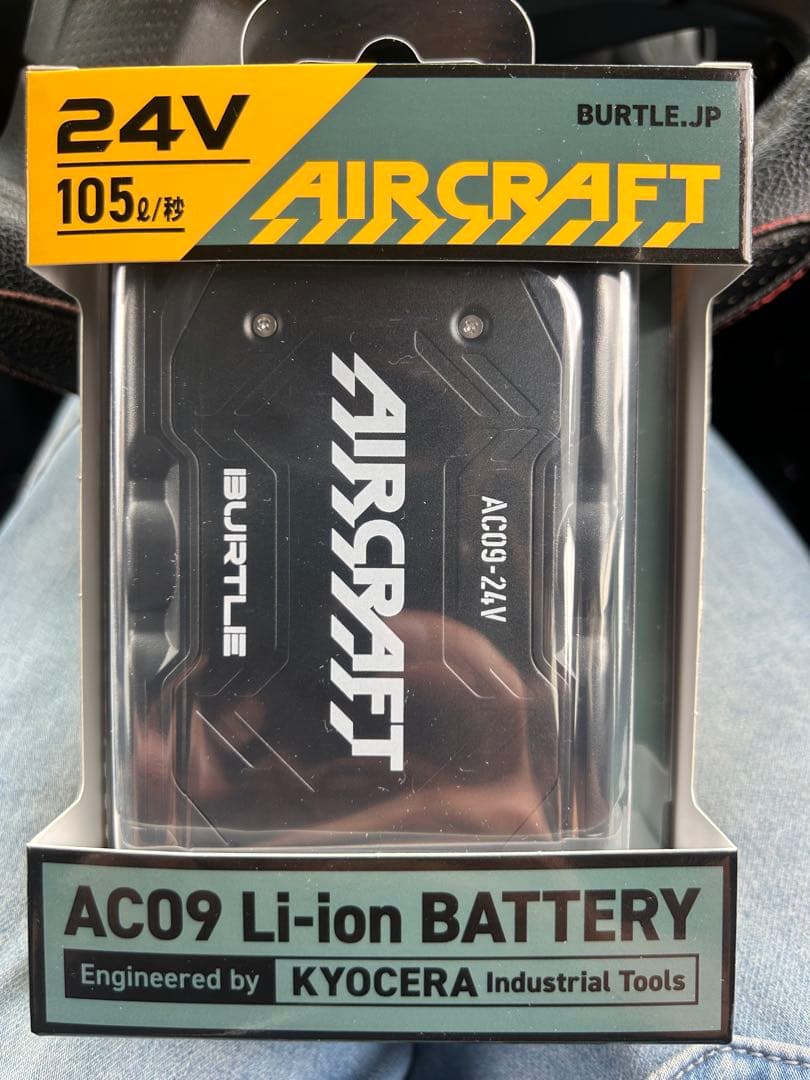 24V
105ℓ/秒
BURTLE.JP
AIRCRAFT
AIRCRAFT
BURTLE
AC09-24V
AC09 Li-ion BATTERY
Engineered by KYOCERA Industrial Tools